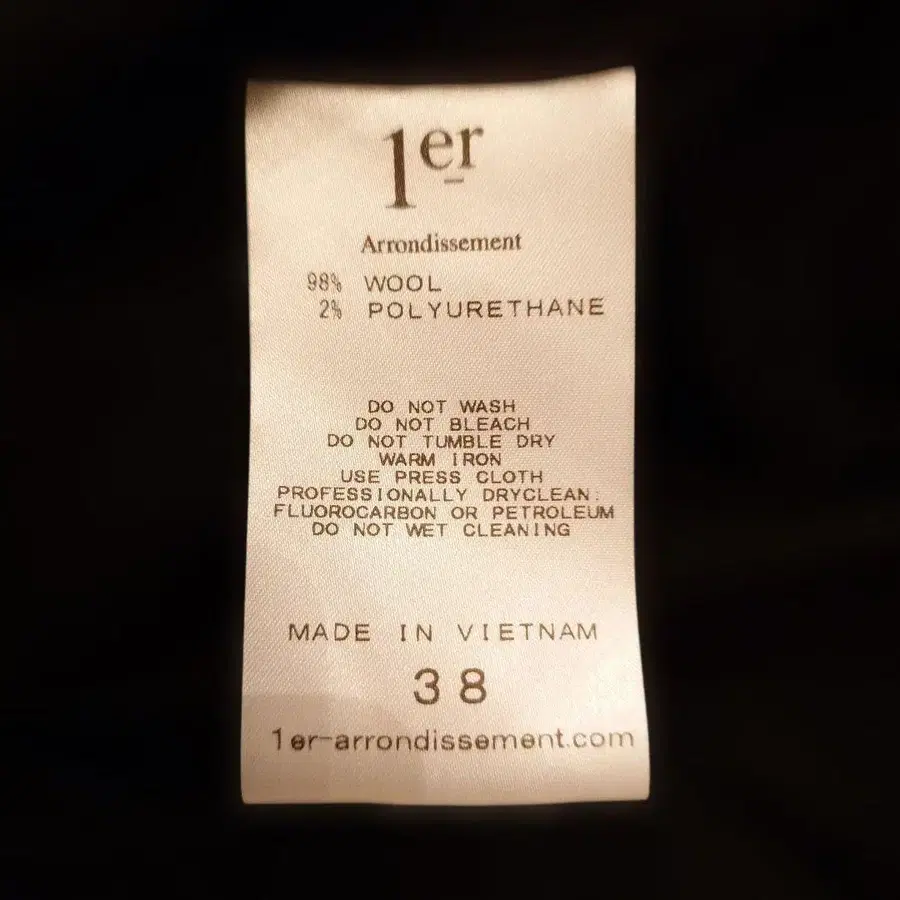 1er
Arrondissement
98% WOOL
2% POLYURETHANE
DO NOT WASH
DO NOT BLEACH
DO NOT TUMBLE DRY
WARM IRON
USE PRESS CLOTH
PROFESSIONALLY DRYCLEAN:
FLUOROCARBON OR PETROLEUM
DO NOT WET CLEANING
MADE IN VIETNAM
38
1er-arrondissement.com